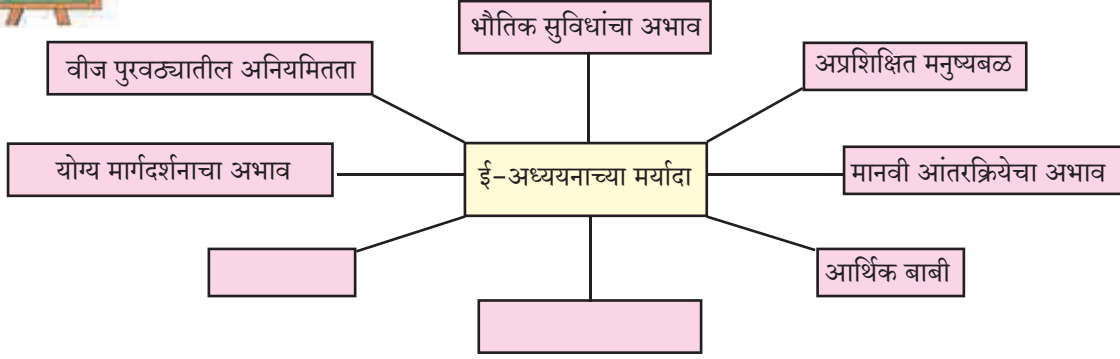 भौतिक सुविधांचा अभाव
वीज पुरवठ्यातील अनियमितता
अप्रशिक्षित मनुष्यबळ
योग्य मार्गदर्शनाचा अभाव
ई-अध्ययनाच्या मर्यादा
मानवी आंतरक्रियेचा अभाव
आर्थिक बाबी